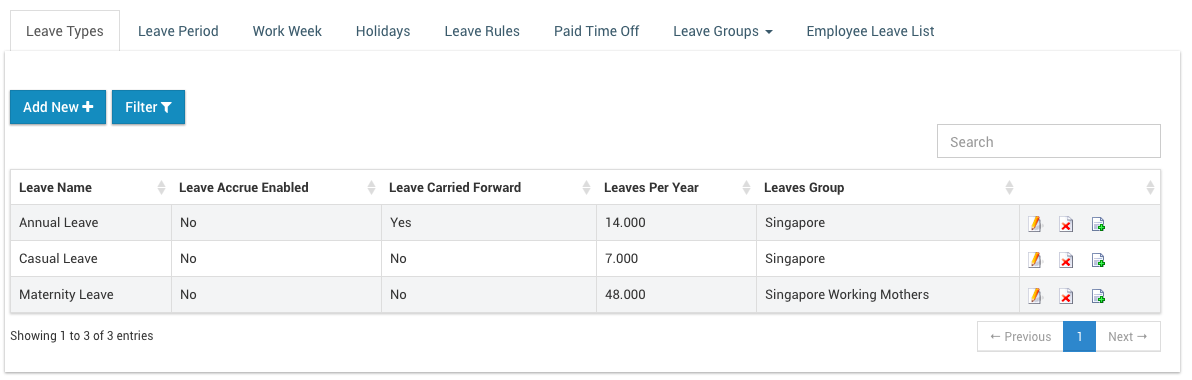 Leave Types Leave Period Work Week Holidays Leave Rules Paid Time Off Leave Groups Employee Leave List
Add New Filter
Search
Leave Name Leave Accrue Enabled Leave Carried Forward Leaves Per Year Leaves Group
Annual Leave No Yes 14.000 Singapore
Casual Leave No No 7.000 Singapore
Maternity Leave No No 48.000 Singapore Working Mothers
Showing 1 to 3 of 3 entries ← Previous 1 Next →